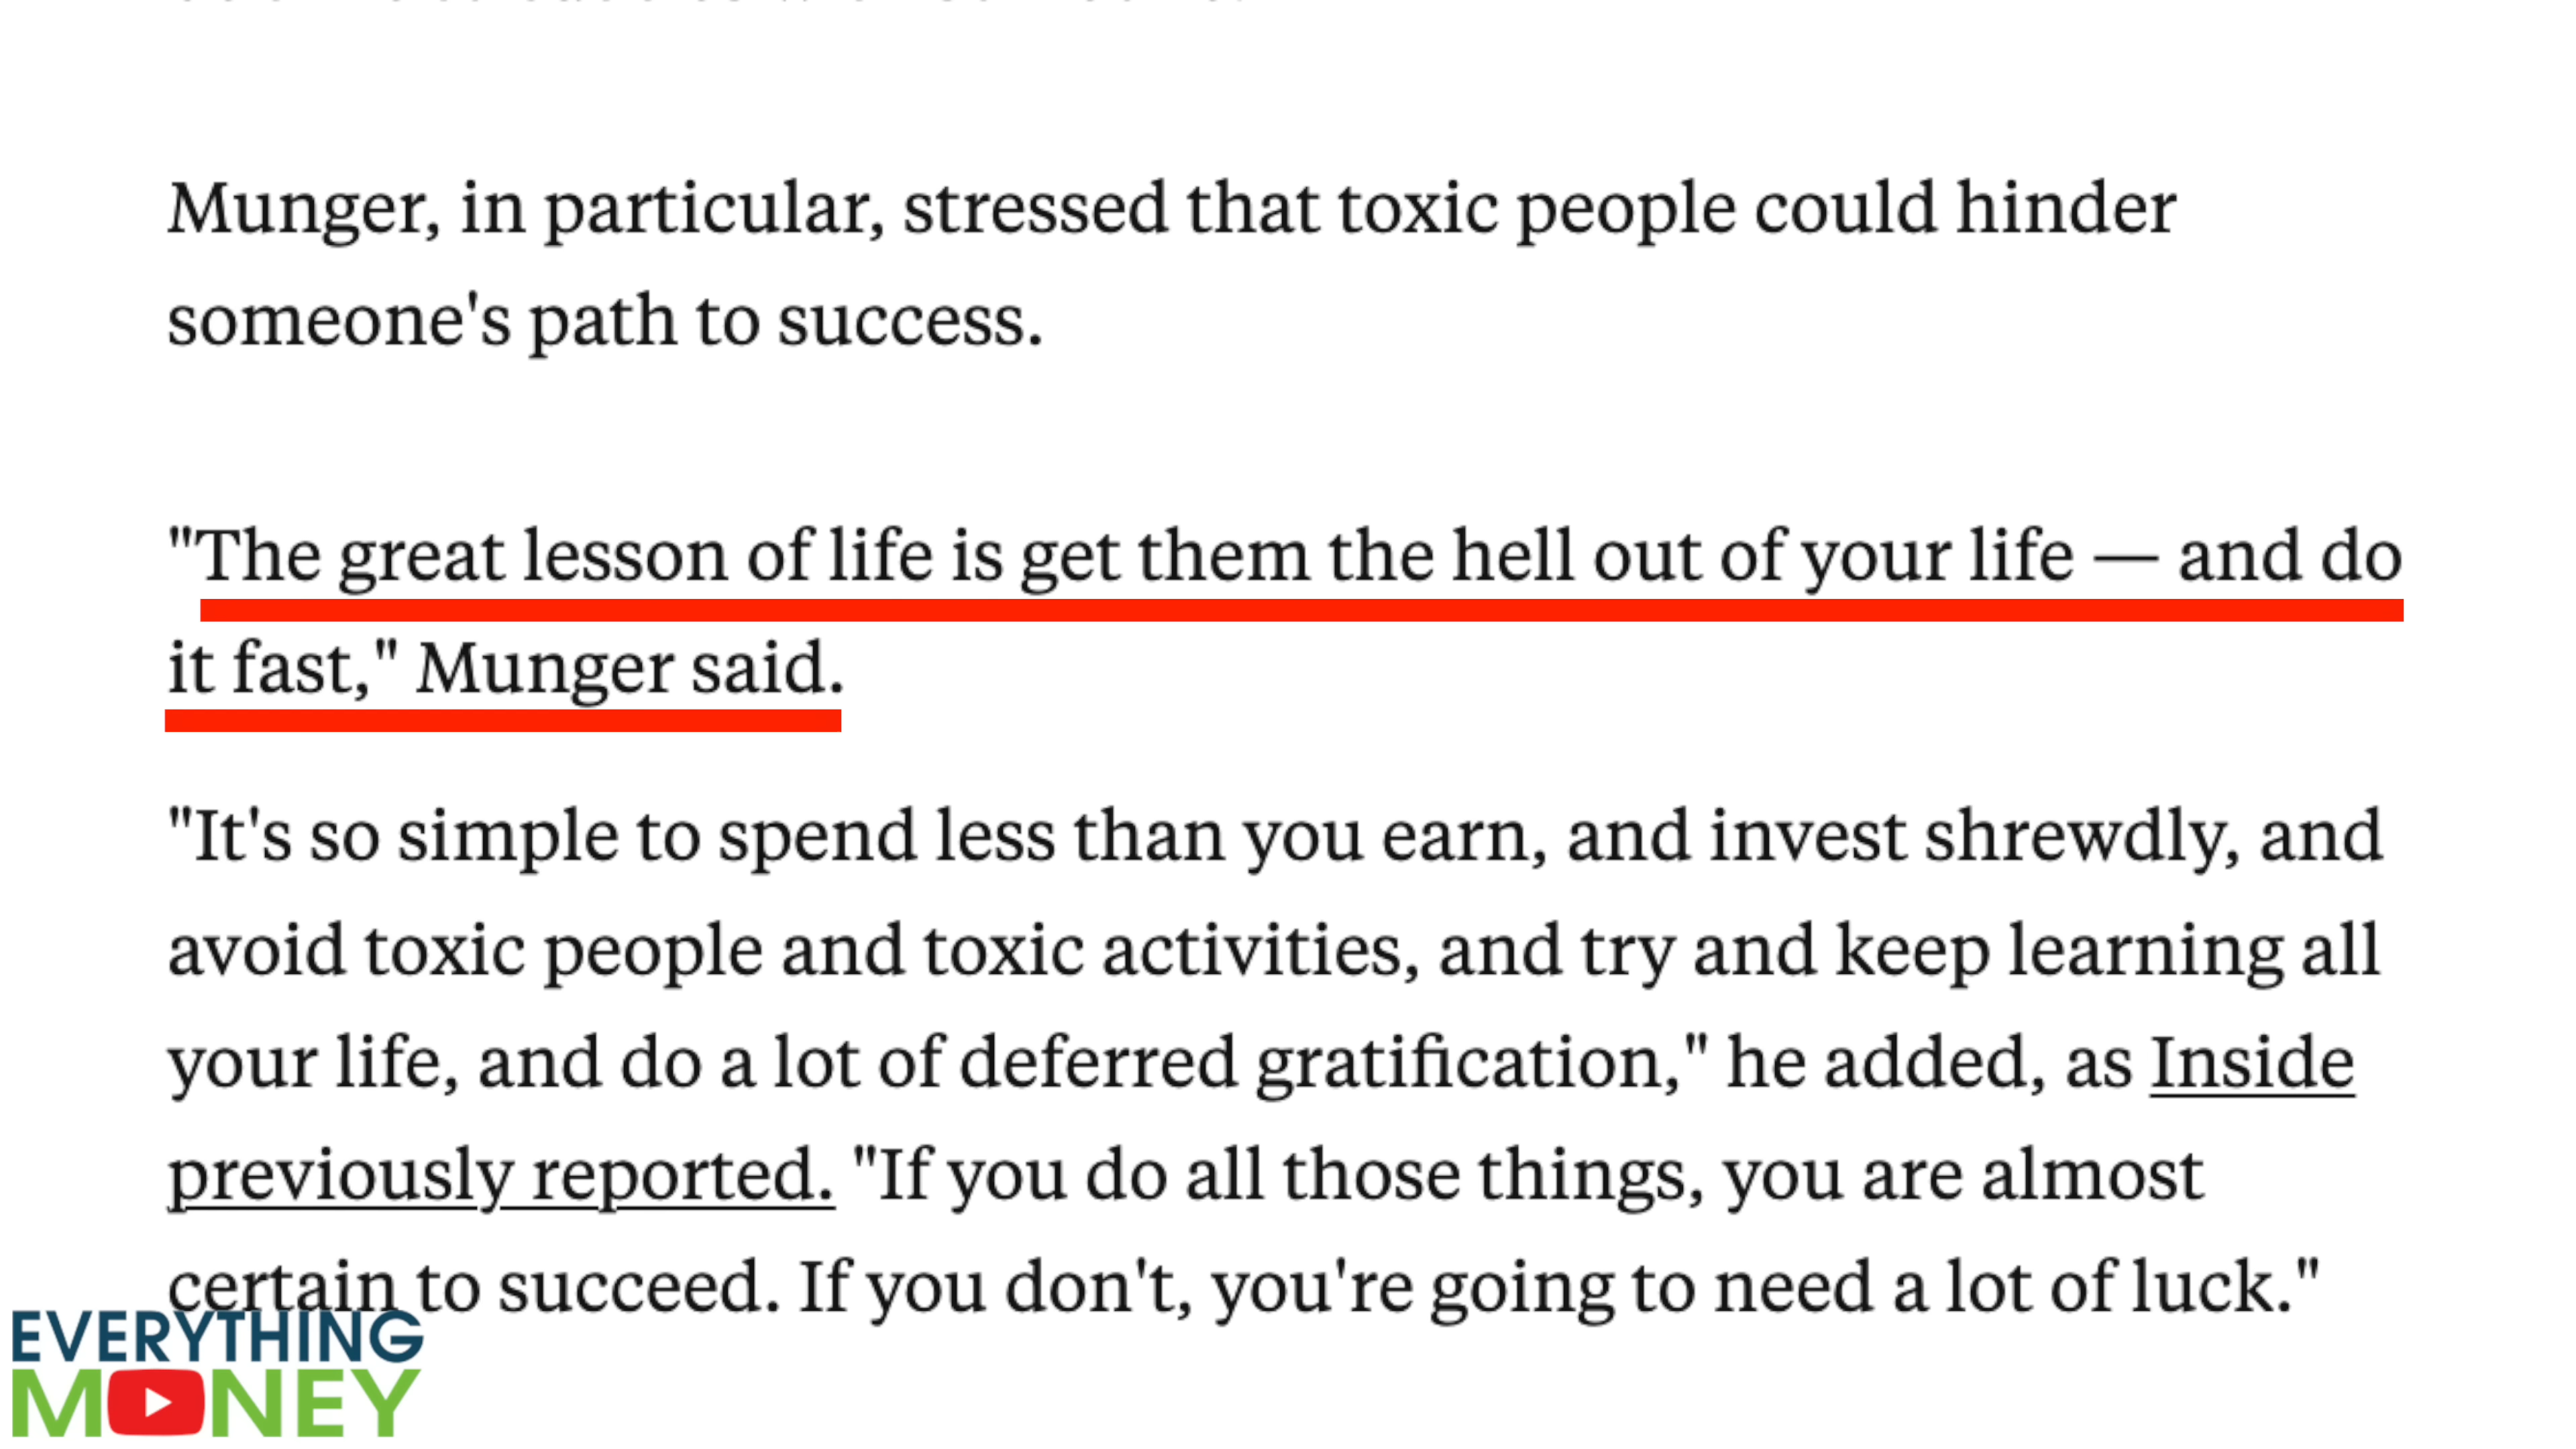 Munger, in particular, stressed that toxic people could hinder
someone's path to success.
"The great lesson of life is get them the hell out of your life — and do
it fast," Munger said.
"It's so simple to spend less than you earn, and invest shrewdly, and
avoid toxic people and toxic activities, and try and keep learning all
your life, and do a lot of deferred gratification," he added, as Inside
previously reported. "If you do all those things, you are almost
certain to succeed. If you don't, you're going to need a lot of luck."
EVERYTHING
MONEY